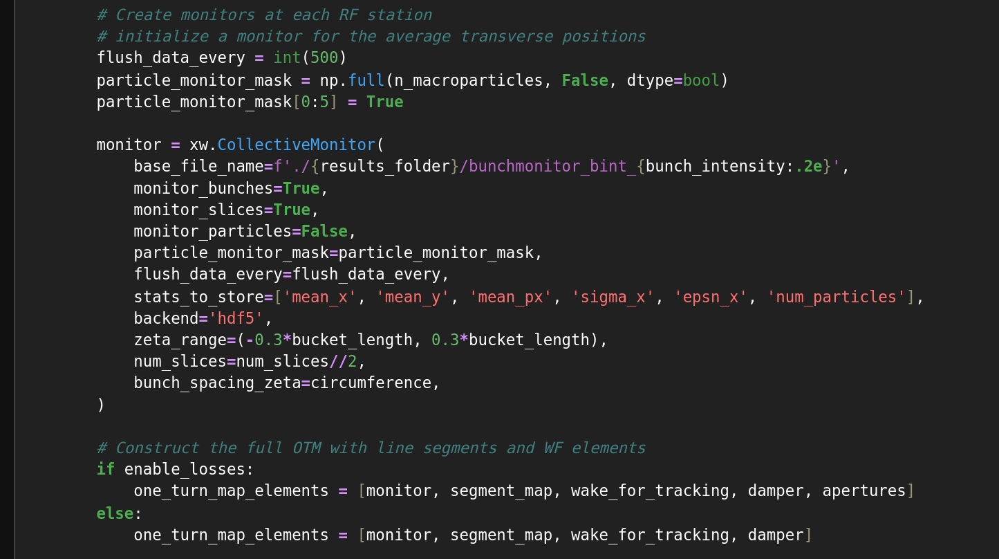 # Create monitors at each RF station
# initialize a monitor for the average transverse positions
flush_data_every = int(500)
particle_monitor_mask = np.full(n_macroparticles, False, dtype=bool)
particle_monitor_mask[0:5] = True

monitor = xw.CollectiveMonitor(
    base_file_name=f'./{results_folder}/bunchmonitor_bint_{bunch_intensity:.2e}',
    monitor_bunches=True,
    monitor_slices=True,
    monitor_particles=False,
    particle_monitor_mask=particle_monitor_mask,
    flush_data_every=flush_data_every,
    stats_to_store=['mean_x', 'mean_y', 'mean_px', 'sigma_x', 'epsn_x', 'num_particles'],
    backend='hdf5',
    zeta_range=(-0.3*bucket_length, 0.3*bucket_length),
    num_slices=num_slices//2,
    bunch_spacing_zeta=circumference,
)

# Construct the full OTM with line segments and WF elements
if enable_losses:
    one_turn_map_elements = [monitor, segment_map, wake_for_tracking, damper, apertures]
else:
    one_turn_map_elements = [monitor, segment_map, wake_for_tracking, damper]